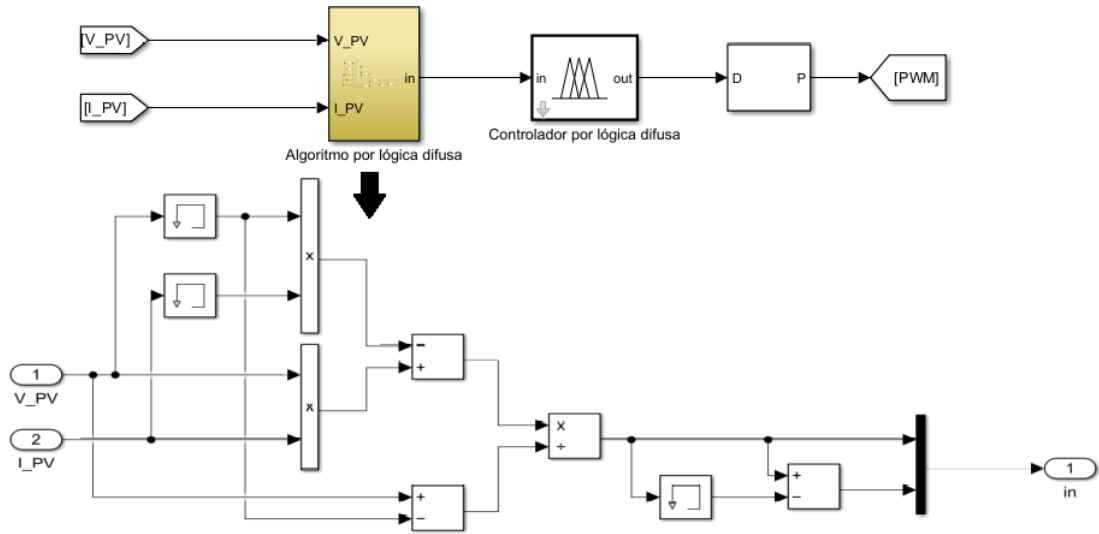 [V_PV]
[I_PV]
V_PV
I_PV
in
Algoritmo por lógica difusa
in
out
Controlador por lógica difusa
D
P
[PWM]
x
x
−
+
1
V_PV
2
I_PV
x
÷
+
−
+
−
1
in